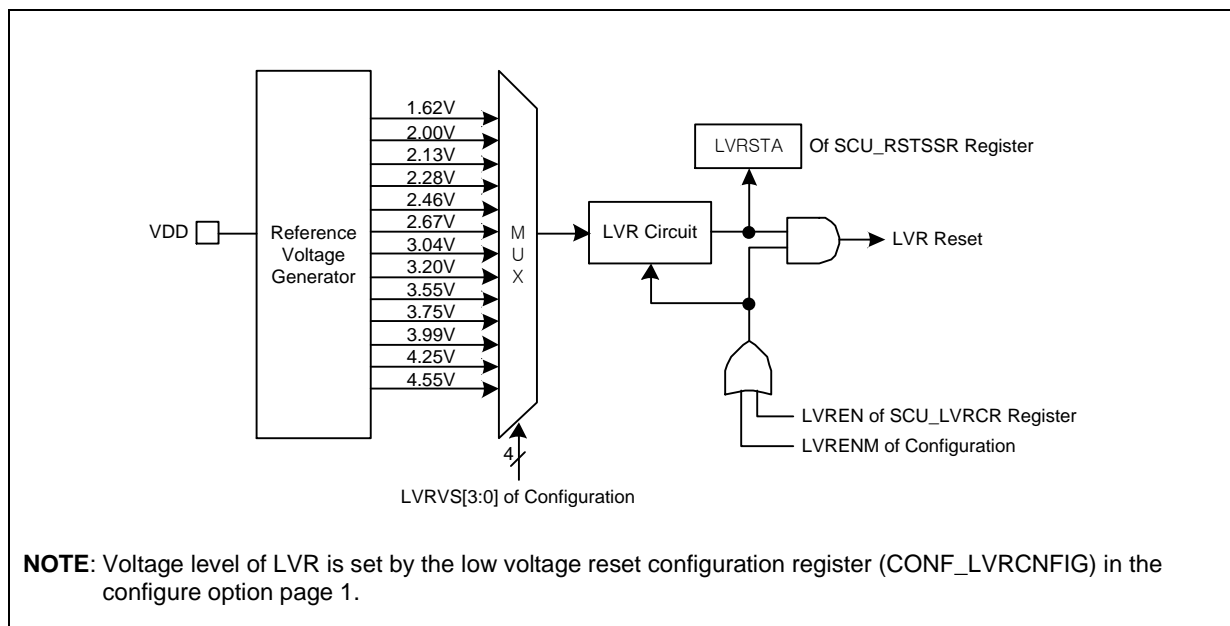 1.62V
2.00V
2.13V
2.28V
2.46V
2.67V
3.04V
3.20V
3.55V
3.75V
3.99V
4.25V
4.55V
VDD
Reference
Voltage
Generator
M
U
X
4
LVRVS[3:0] of Configuration
LVR Circuit
LVRSTA
Of SCU_RSTSSR Register
LVR Reset
LVREN of SCU_LVRCR Register
LVRENM of Configuration
NOTE: Voltage level of LVR is set by the low voltage reset configuration register (CONF_LVRCNFIG) in the
configure option page 1.